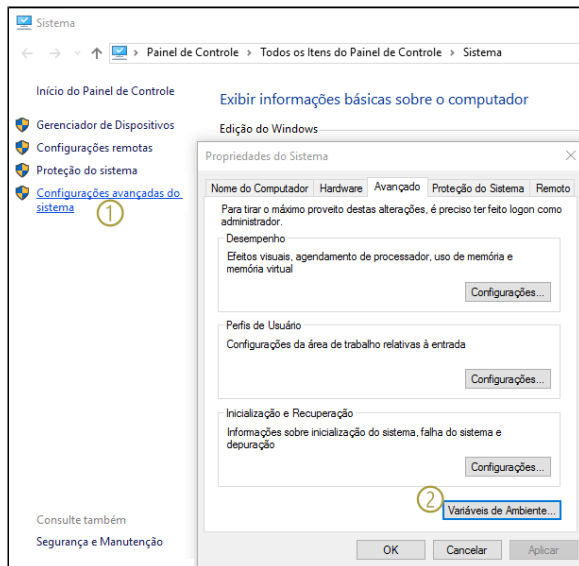 Sistema
Painel de Controle > Todos os Itens do Painel de Controle > Sistema
Início do Painel de Controle
Gerenciador de Dispositivos
Configurações remotas
Proteção do sistema
Configurações avançadas do
sistema
1
Exibir informações básicas sobre o computador
Edição do Windows
Propriedades do Sistema
Nome do Computador
Hardware
Avançado
Proteção do Sistema
Remoto
Para tirar o máximo proveito destas alterações, é preciso ter feito logon como
administrador.
Desempenho
Efeitos visuais, agendamento de processador, uso de memória e
memória virtual
Configurações...
Perfis de Usuário
Configurações da área de trabalho relativas à entrada
Configurações...
Inicialização e Recuperação
Informações sobre inicialização do sistema, falha do sistema e
depuração
Configurações...
2
Variáveis de Ambiente...
OK
Cancelar
Aplicar
Consulte também
Segurança e Manutenção